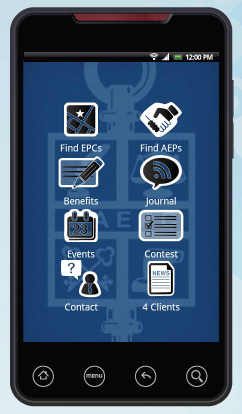 12:00 PM
Find EPCs Find AEPs
Benefits Journal
23
Events Contest
?
NEWS
Contact 4 Clients
MENU